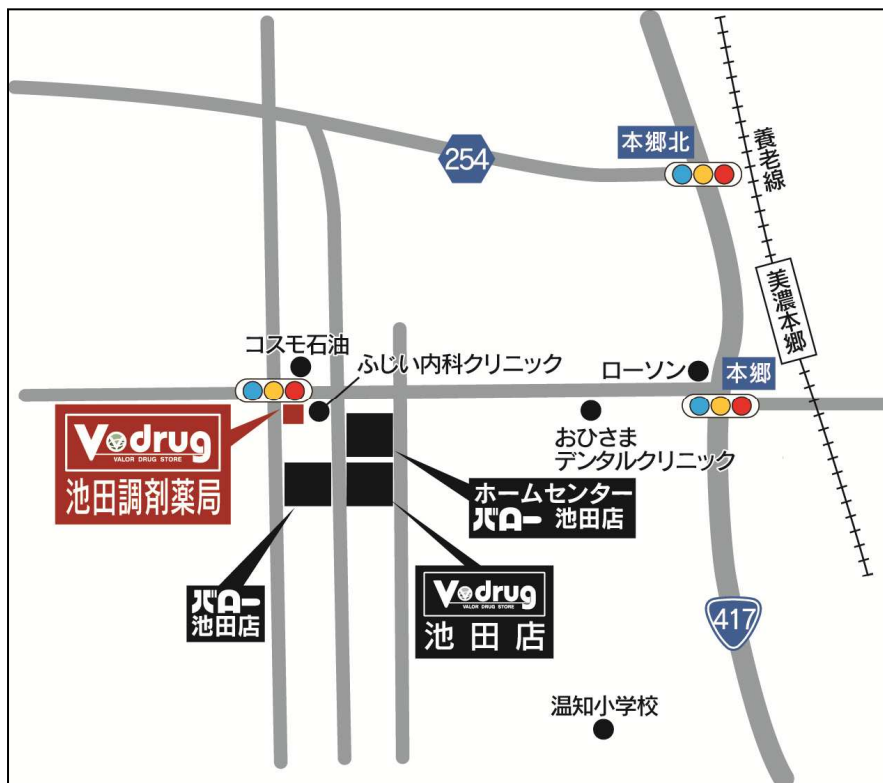 本郷北
254
養老線
美濃本郷
コスモ石油
ふじい内科クリニック
ローソン
本郷
V drug
VALOR DRUG STORE
池田調剤薬局
おひさま
デンタルクリニック
ホームセンター
バロー 池田店
バロー
池田店
V drug
VALOR DRUG STORE
池田店
417
温知小学校